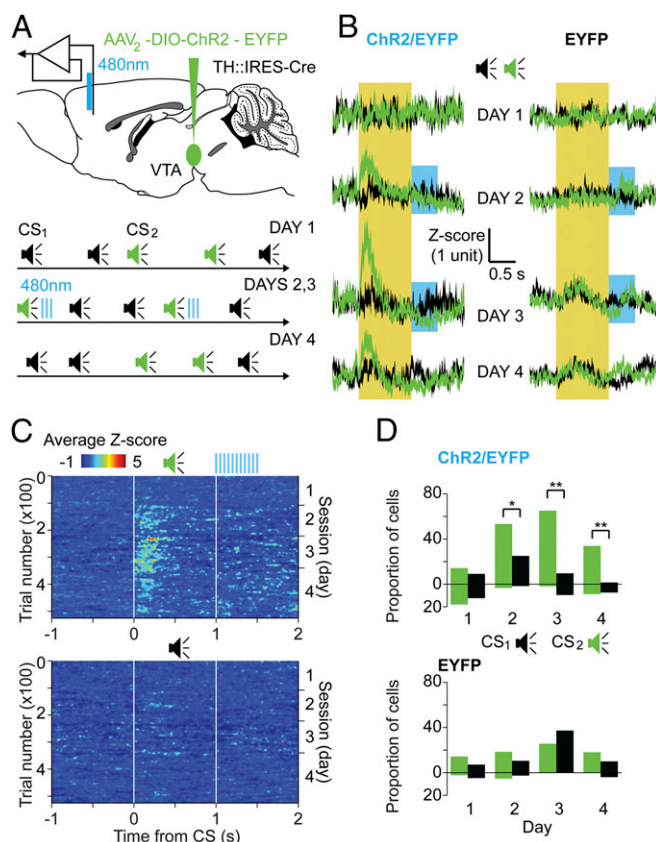 A
AAV2 -DIO-ChR2 - EYFP
480nm
TH::IRES-Cre
VTA
CS1
CS2
DAY 1
480nm
DAYS 2,3
DAY 4
B
ChR2/EYFP
EYFP
DAY 1
DAY 2
Z-score
(1 unit)
0.5 s
DAY 3
DAY 4
C
Average Z-score
-1
5
Trial number (x100)
0
2
4
1
2
3
4
Session (day)
-1
0
1
2
Trial number (x100)
0
2
4
1
2
3
4
Session (day)
-1
0
1
2
Time from CS (s)
D
ChR2/EYFP
Proportion of cells
80
40
0
20
*
**
**
1
2
3
4
CS1
CS2
EYFP
Proportion of cells
80
40
0
20
1
2
3
4
Day